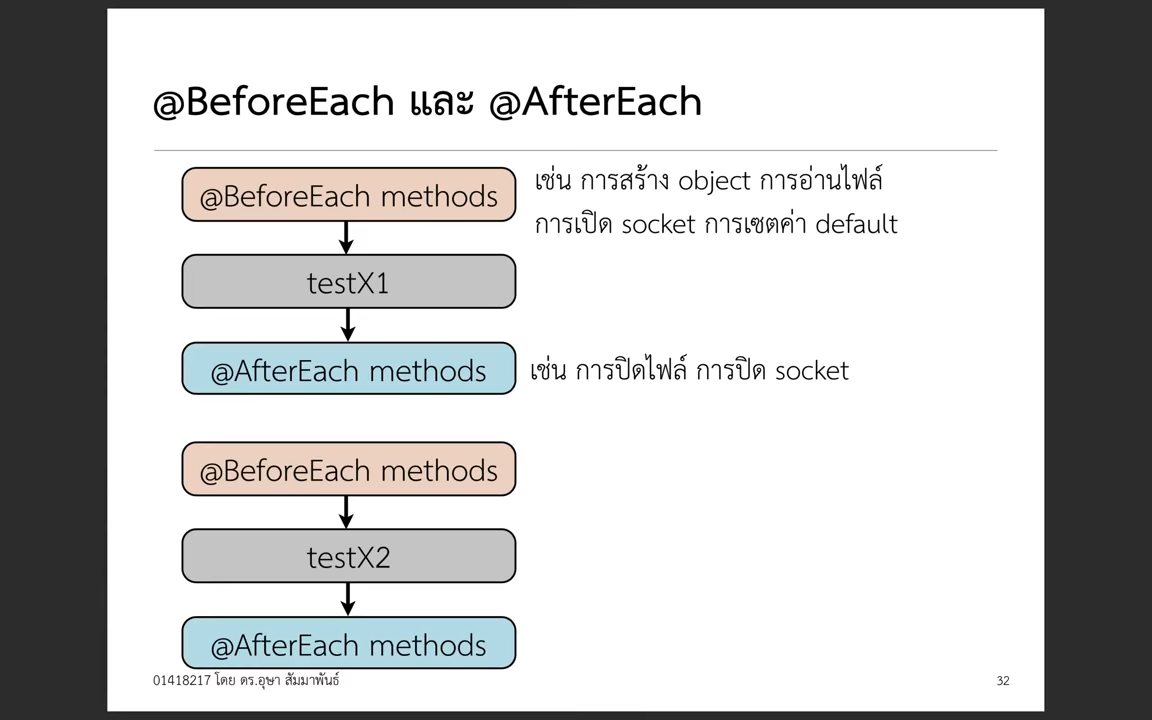 @BeforeEach และ @AfterEach
@BeforeEach methods
เช่น การสร้าง object การอ่านไฟล์
การเปิด socket การเซตค่า default
testX1
@AfterEach methods
เช่น การปิดไฟล์ การปิด socket
@BeforeEach methods
testX2
@AfterEach methods
01418217 โดย ดร.อุษา สัมมาพันธ์
32